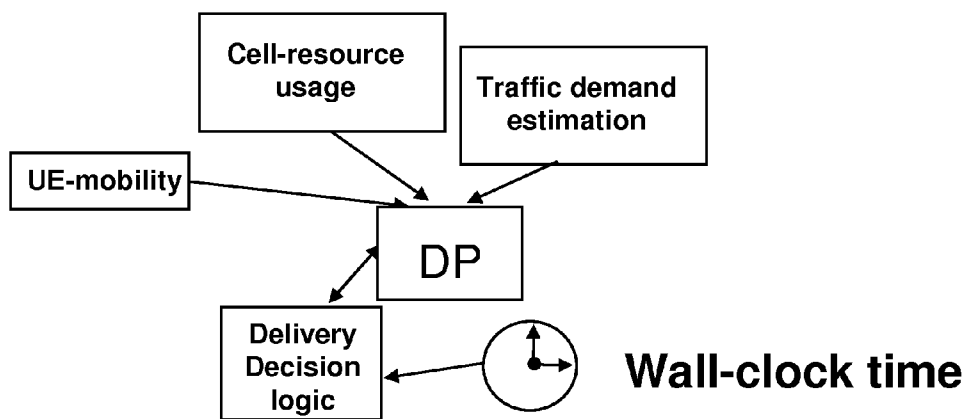 Cell-resource
usage
Traffic demand
estimation
UE-mobility
DP
Delivery
Decision
logic
Wall-clock time